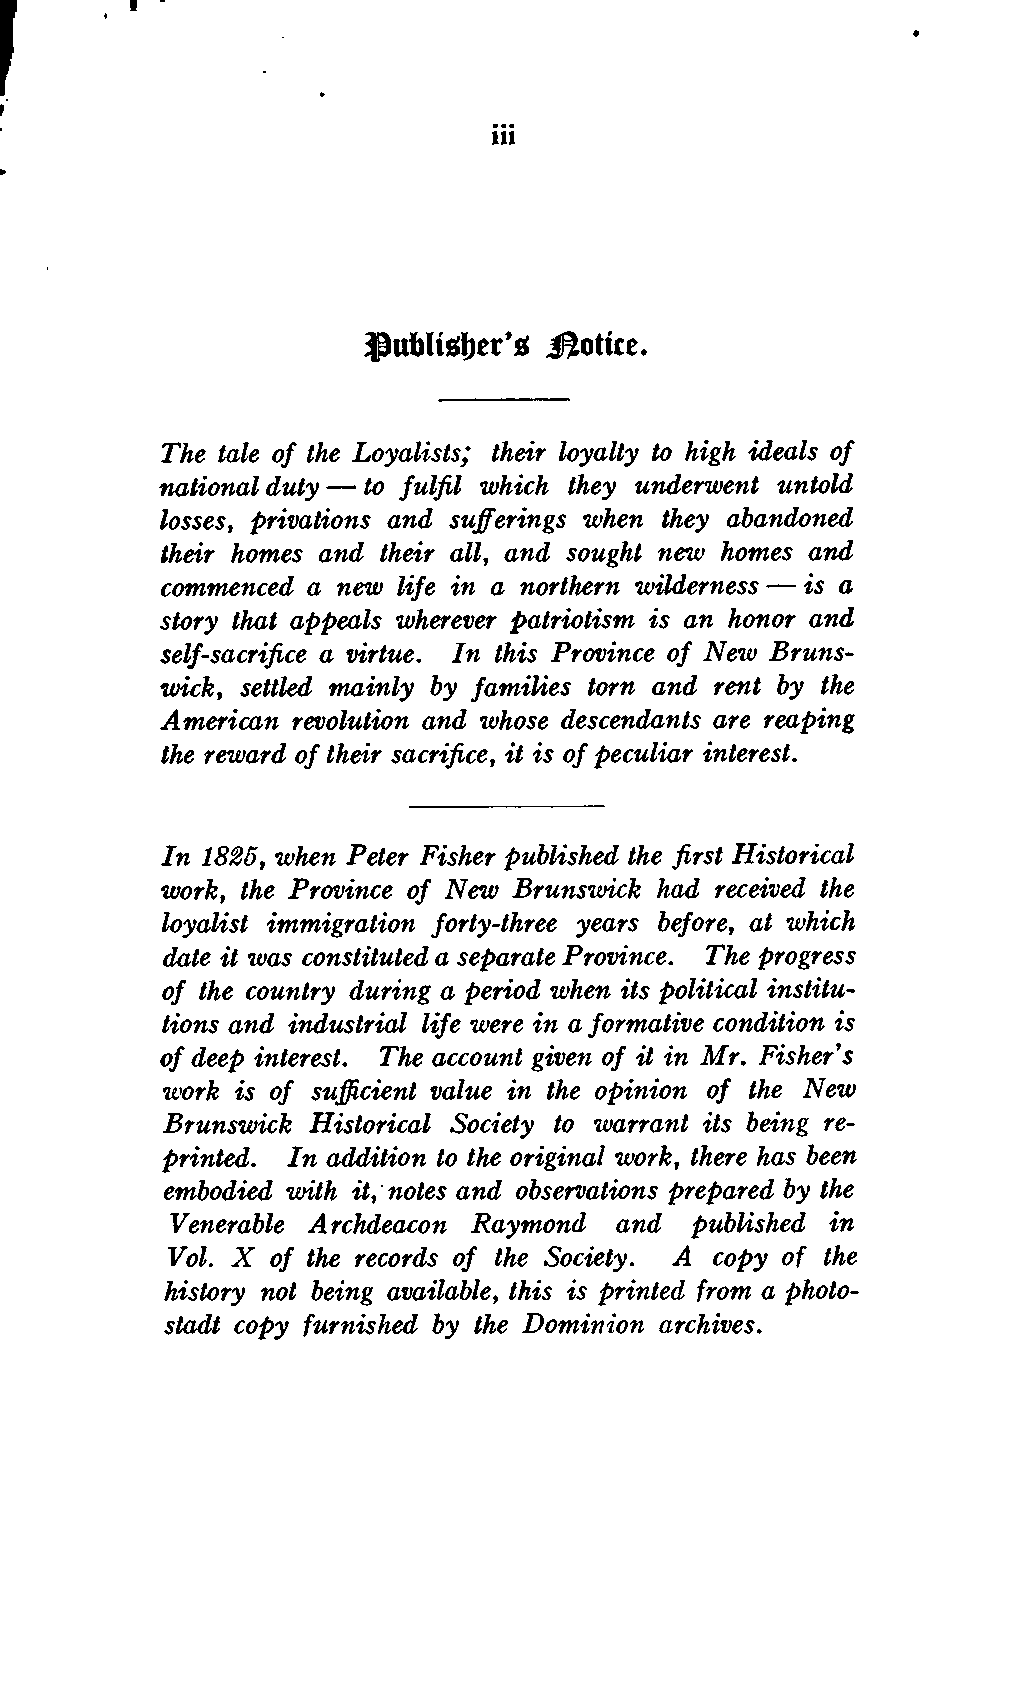 iii
Publisher's Notice.
The tale of the Loyalists; their loyalty to high ideals of
national duty — to fulfil which they underwent untold
losses, privations and sufferings when they abandoned
their homes and their all, and sought new homes and
commenced a new life in a northern wilderness — is a
story that appeals wherever patriotism is an honor and
self-sacrifice a virtue. In this Province of New Bruns-
wick, settled mainly by families torn and rent by the
American revolution and whose descendants are reaping
the reward of their sacrifice, it is of peculiar interest.
In 1825, when Peter Fisher published the first Historical
work, the Province of New Brunswick had received the
loyalist immigration forty-three years before, at which
date it was constituted a separate Province. The progress
of the country during a period when its political institu-
tions and industrial life were in a formative condition is
of deep interest. The account given of it in Mr. Fisher's
work is of sufficient value in the opinion of the New
Brunswick Historical Society to warrant its being re-
printed. In addition to the original work, there has been
embodied with it, notes and observations prepared by the
Venerable Archdeacon Raymond and published in
Vol. X of the records of the Society. A copy of the
history not being available, this is printed from a photo-
stadt copy furnished by the Dominion archives.